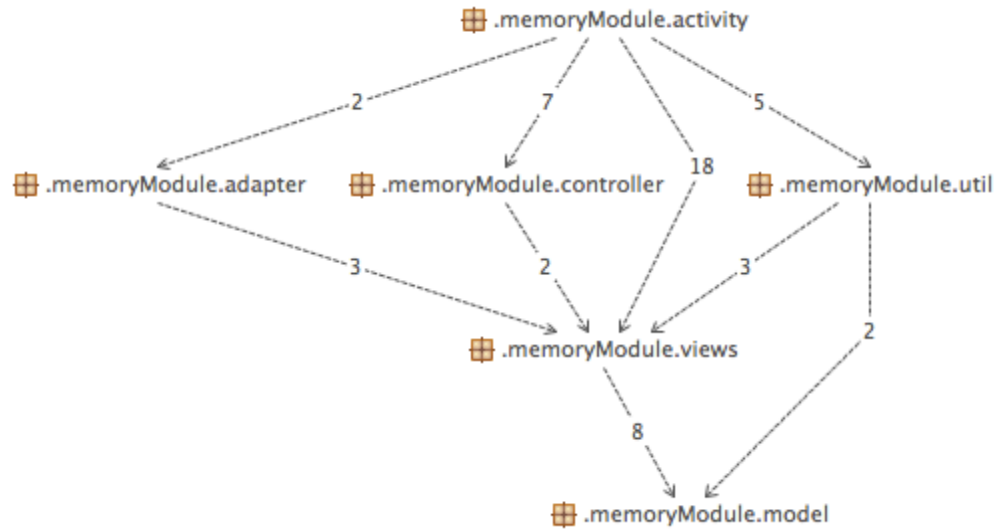 .memoryModule.activity
2
7
5
18
.memoryModule.adapter
.memoryModule.controller
.memoryModule.util
3
2
3
2
.memoryModule.views
8
.memoryModule.model